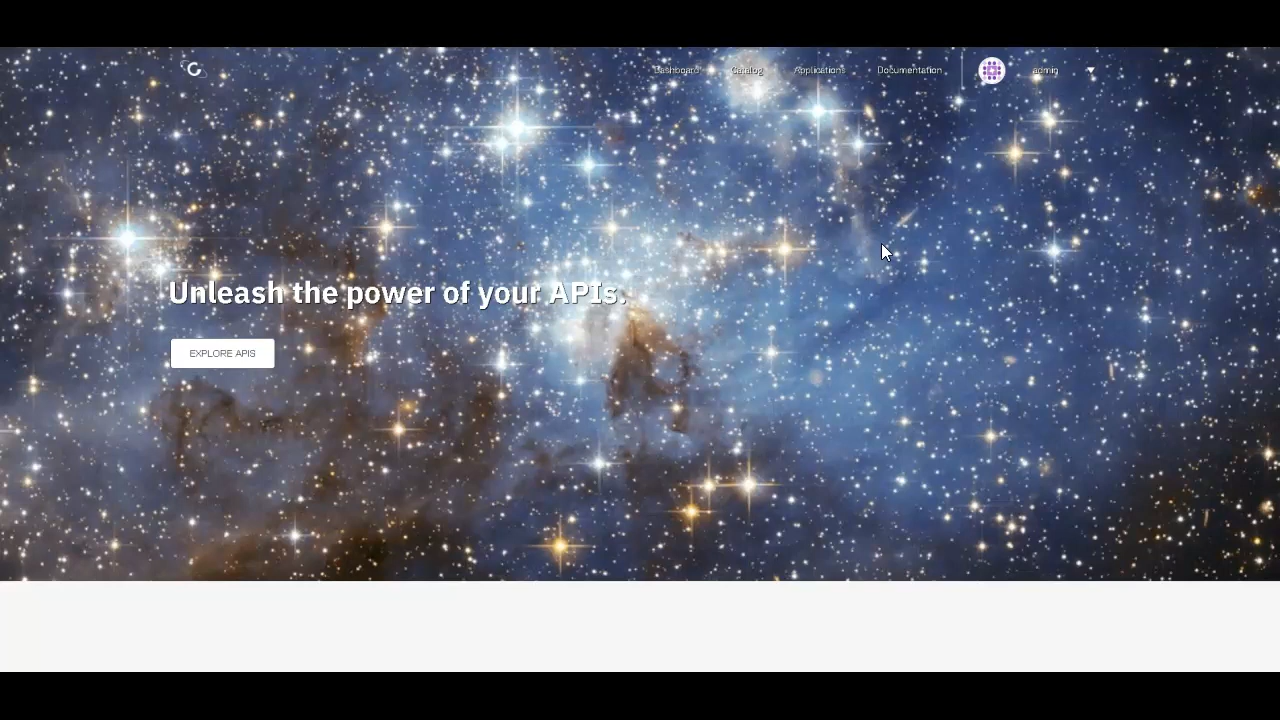 Dashboard Catalog Applications Documentation admin
Unleash the power of your APIs.
EXPLORE APIS